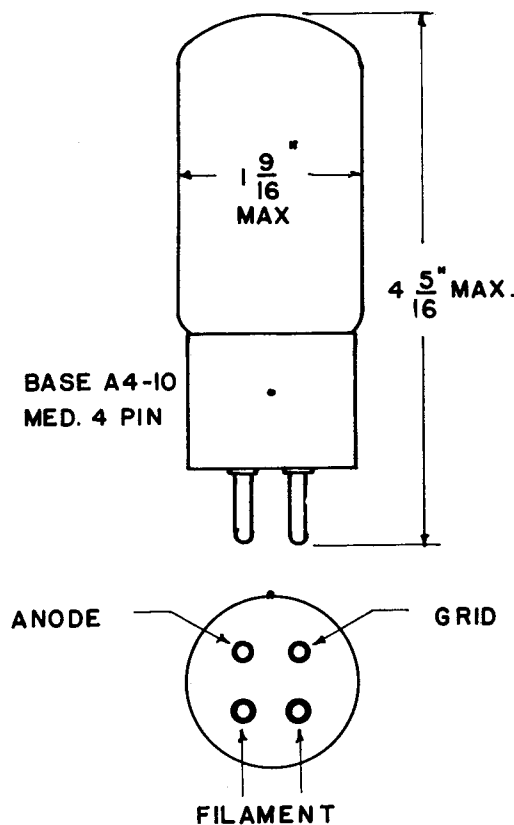 1 9/16" MAX
4 5/16" MAX.
BASE A4-10
MED. 4 PIN
ANODE
GRID
FILAMENT